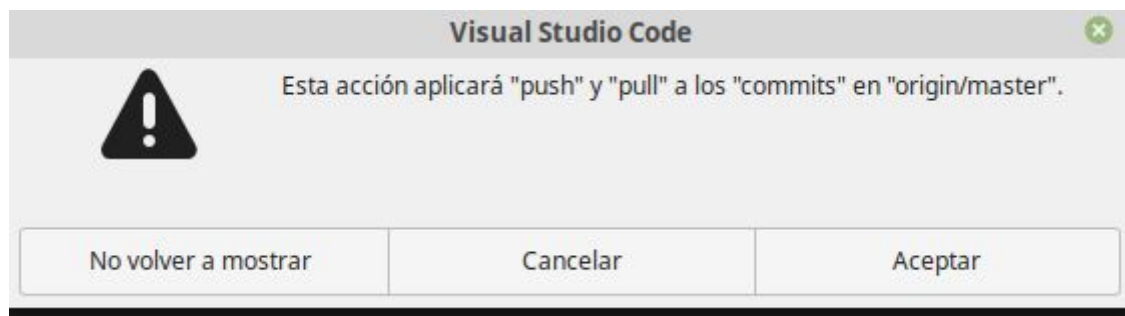 Visual Studio Code
Esta acción aplicará "push" y "pull" a los "commits" en "origin/master".
No volver a mostrar
Cancelar
Aceptar